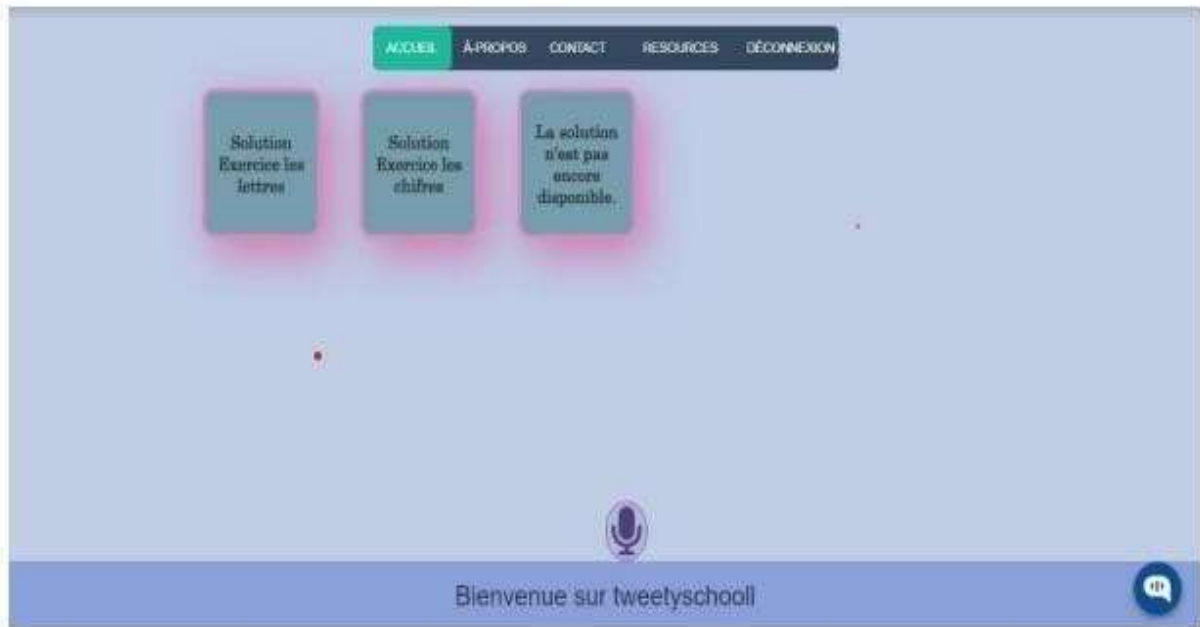 ACCUEIL À-PROPOS CONTACT RESOURCES DÉCONNEXION
Solution
Exercice les
lettres
Solution
Exercice les
chifres
La solution
n'est pas
encore
disponible.
Bienvenue sur tweetyschooll